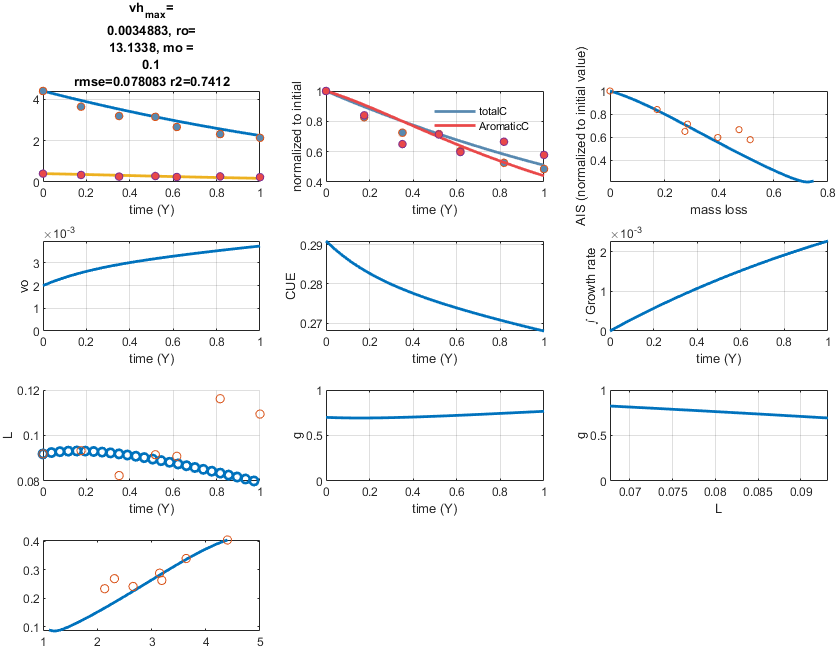 vh_max=
0.0034883, ro=
13.1338, mo =
0.1
rmse=0.078083 r2=0.7412
4
2
0
0 0.2 0.4 0.6 0.8 1
time (Y)
normalized to initial
1
0.8
0.6
0.4
totalC
AromaticC
0 0.2 0.4 0.6 0.8 1
time (Y)
AIS (normalized to initial value)
1
0.8
0.6
0.4
0 0.2 0.4 0.6 0.8
mass loss
×10^-3
vo
3
2
1
0
0 0.2 0.4 0.6 0.8 1
time (Y)
CUE
0.29
0.28
0.27
0 0.2 0.4 0.6 0.8 1
time (Y)
×10^-3
∫ Growth rate
2
1
0
0 0.2 0.4 0.6 0.8 1
time (Y)
L
0.12
0.1
0.08
0 0.2 0.4 0.6 0.8 1
time (Y)
g
1
0.5
0
0 0.2 0.4 0.6 0.8 1
time (Y)
g
1
0.5
0
0.07 0.075 0.08 0.085 0.09
L
0.4
0.3
0.2
0.1
1 2 3 4 5